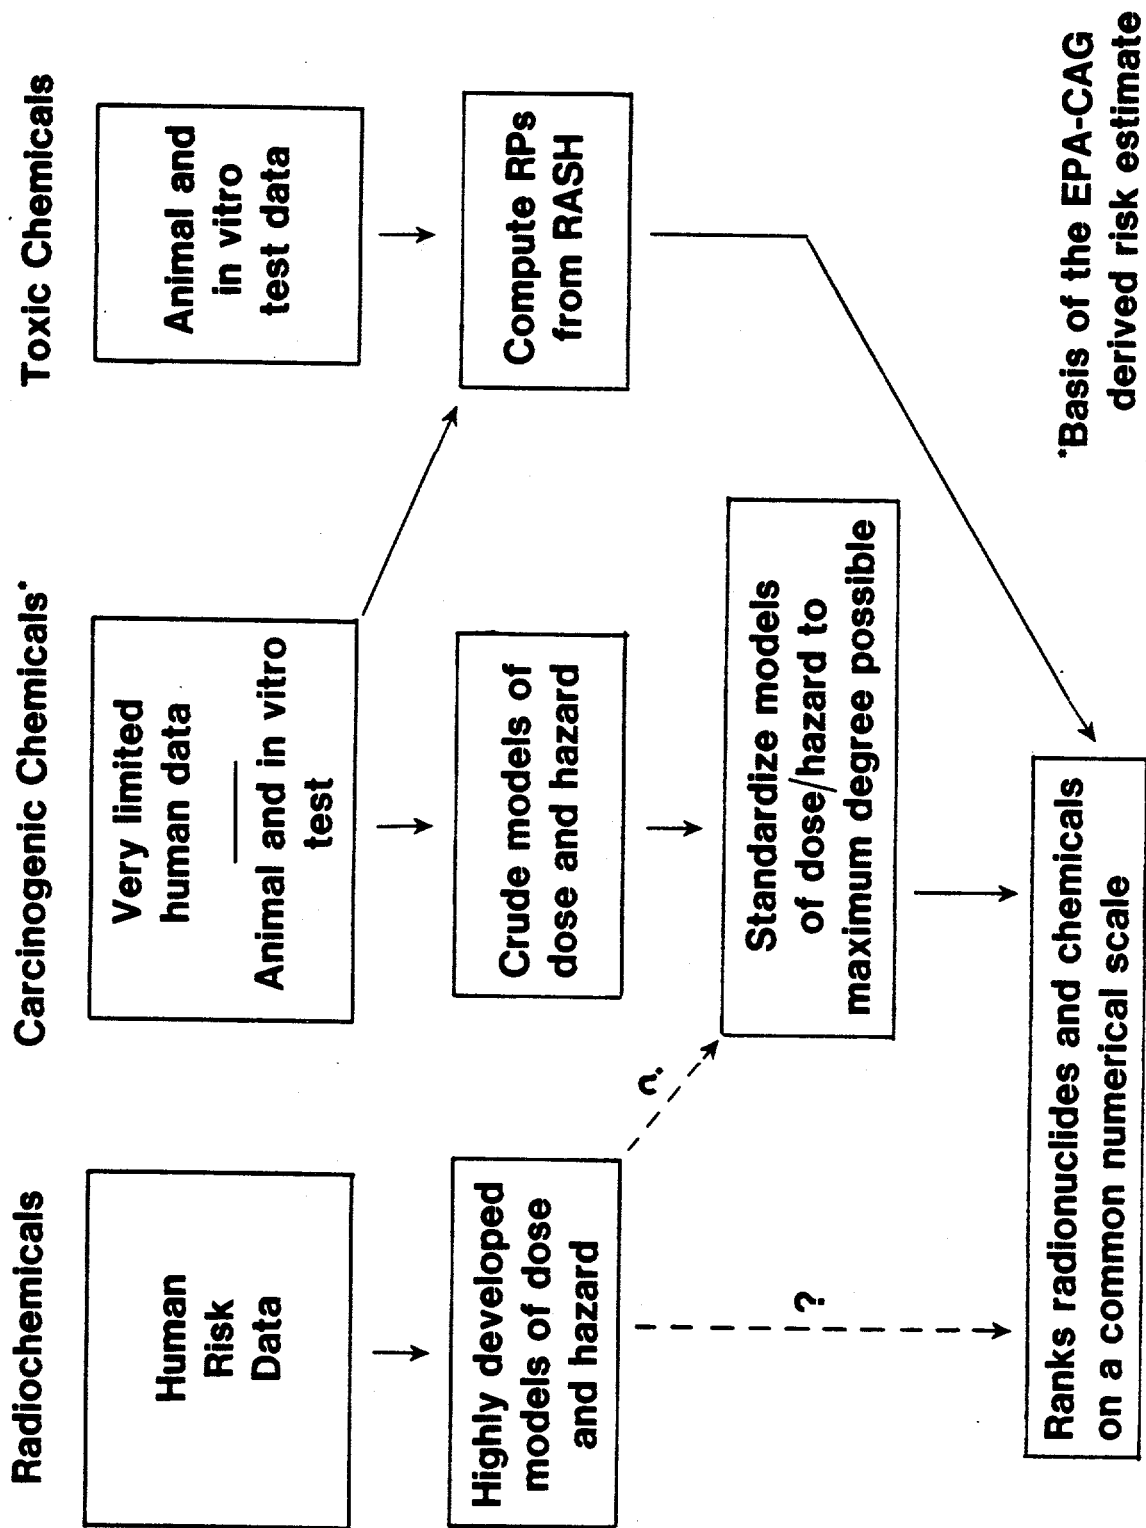 Radiochemicals
Carcinogenic Chemicals*
Toxic Chemicals
Human
Risk
Data
Very limited
human data
Animal and in vitro
test
Animal and
in vitro
test data
Highly developed
models of dose
and hazard
Crude models of
dose and hazard
Compute RPs
from RASH
?
?
Standardize models
of dose/hazard to
maximum degree possible
Ranks radionuclides and chemicals
on a common numerical scale
*Basis of the EPA-CAG
derived risk estimate